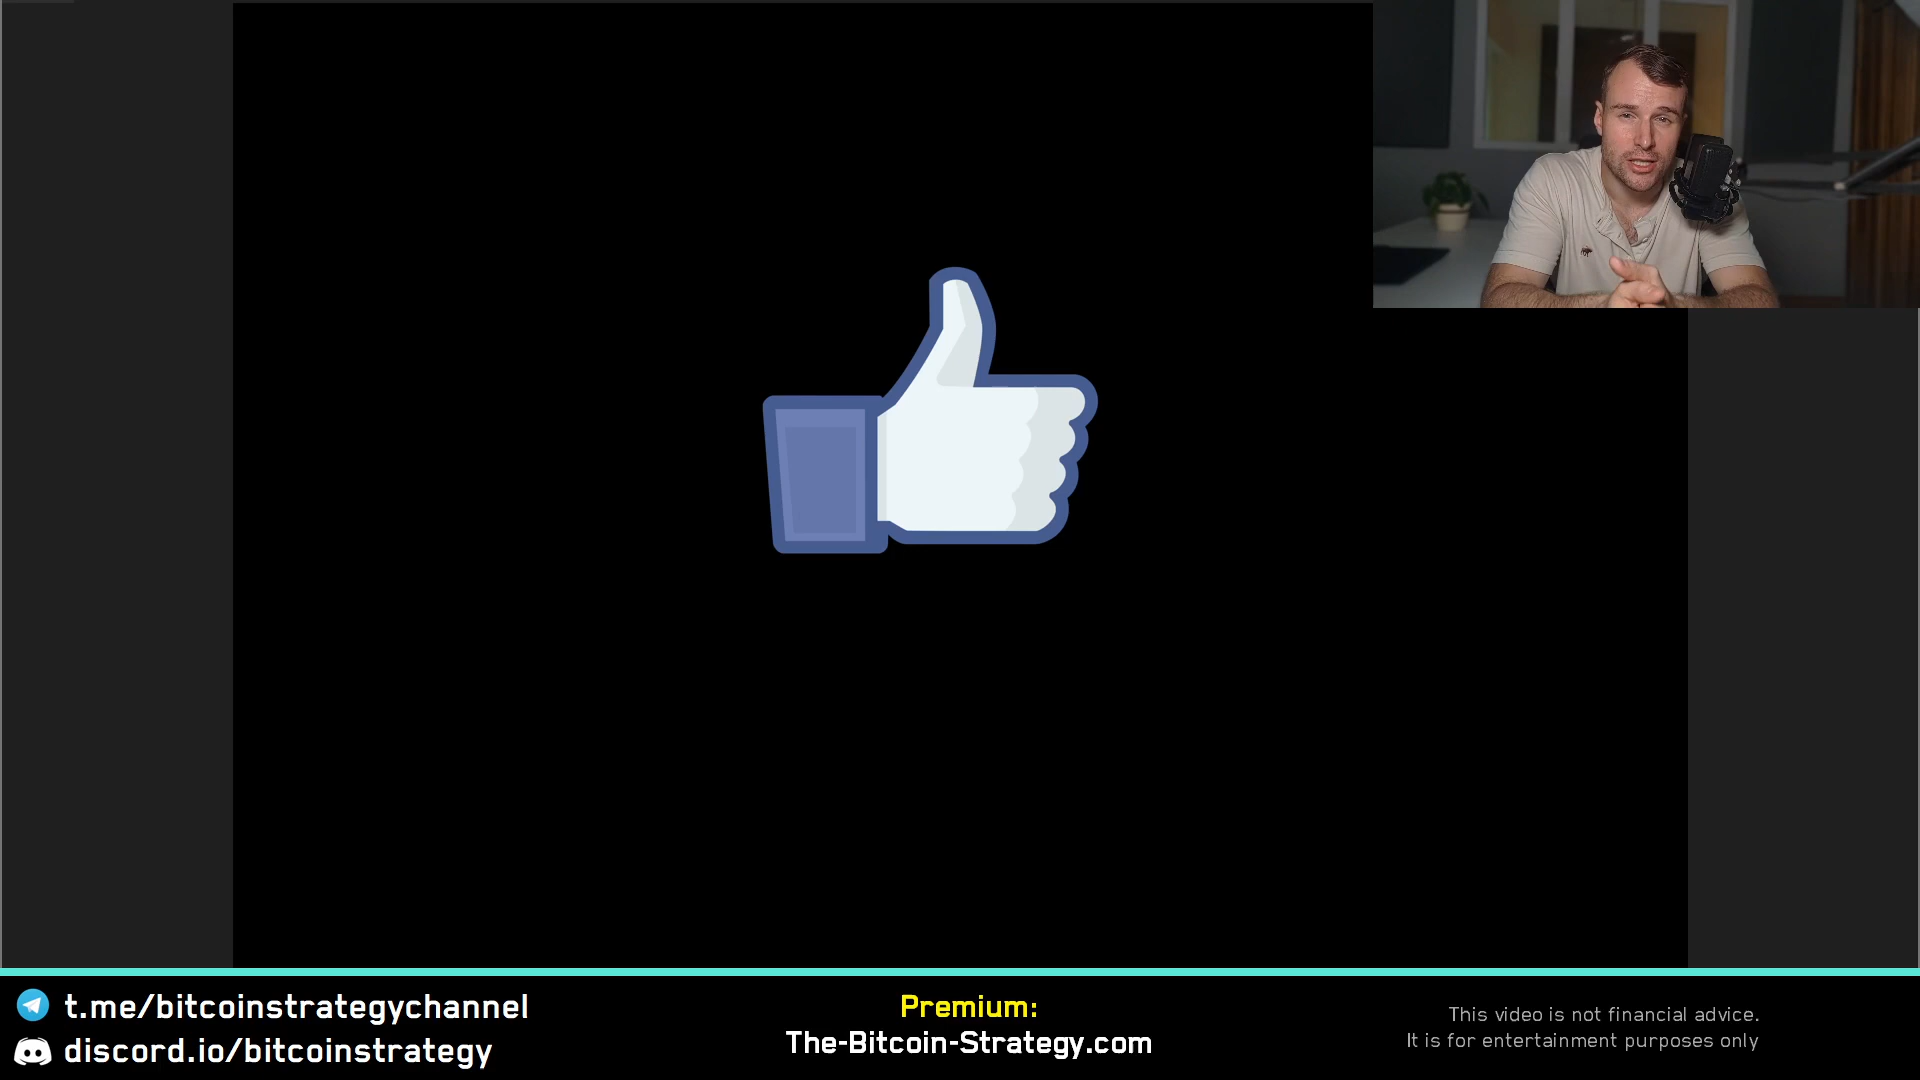 t.me/bitcoinstrategychannel
discord.io/bitcoinstrategy
Premium:
The-Bitcoin-Strategy.com
This video is not financial advice.
It is for entertainment purposes only